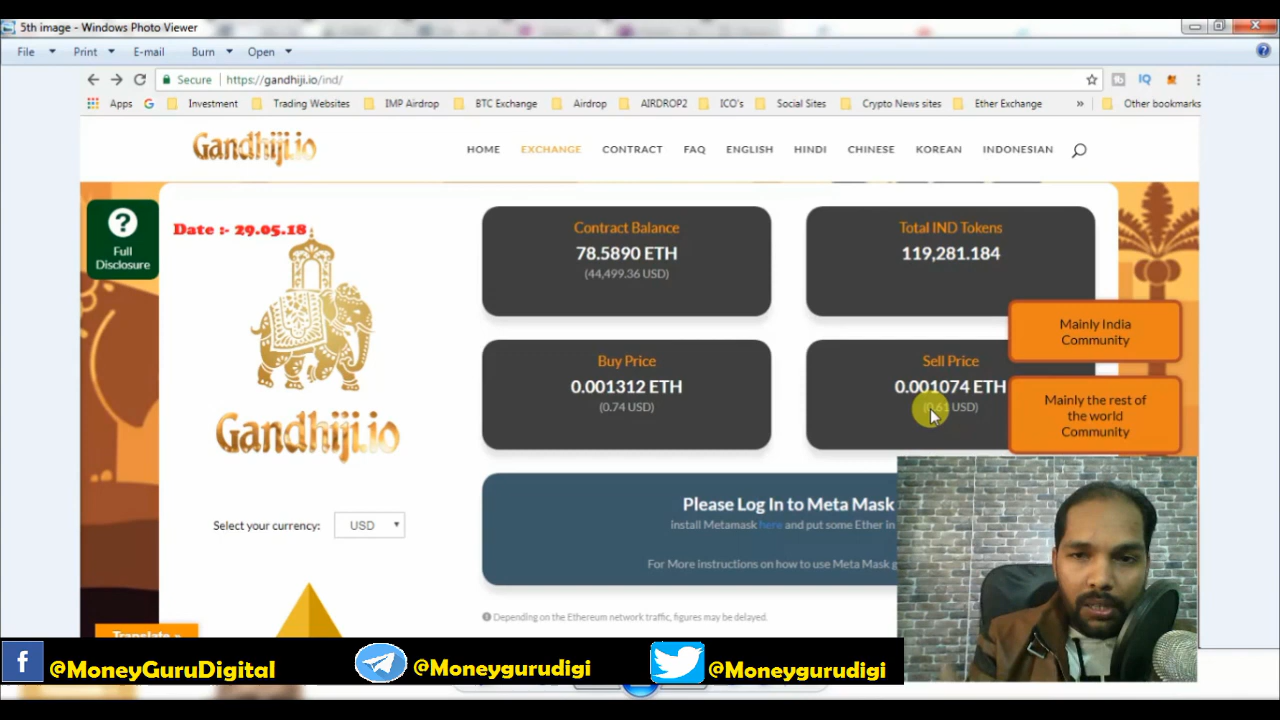 5th image - Windows Photo Viewer
File Print E-mail Burn Open
Secure https://gandhiji.io/ind/
Apps Investment Trading Websites IMP Airdrop BTC Exchange Airdrop AIRDROP2 ICO's Social Sites Crypto News sites Ether Exchange » Other bookmarks
Gandhiji.io HOME EXCHANGE CONTRACT FAQ ENGLISH HINDI CHINESE KOREAN INDONESIAN
?
Full
Disclosure
Date :- 29.05.18
Gandhiji.io
Select your currency: USD
Contract Balance
78.5890 ETH
(44,499.36 USD)
Total IND Tokens
119,281.184
Buy Price
0.001312 ETH
(0.74 USD)
Sell Price
0.001074 ETH
(0.61 USD)
Mainly India
Community
Mainly the rest of
the world
Community
Please Log In to Meta Mask
Install Metamask here and put some Ether in
For More instructions on how to use Meta Mask
Depending on the Ethereum network traffic, figures may be delayed.
Translate »
@MoneyGuruDigital @Moneygurudigi @Moneygurudigi